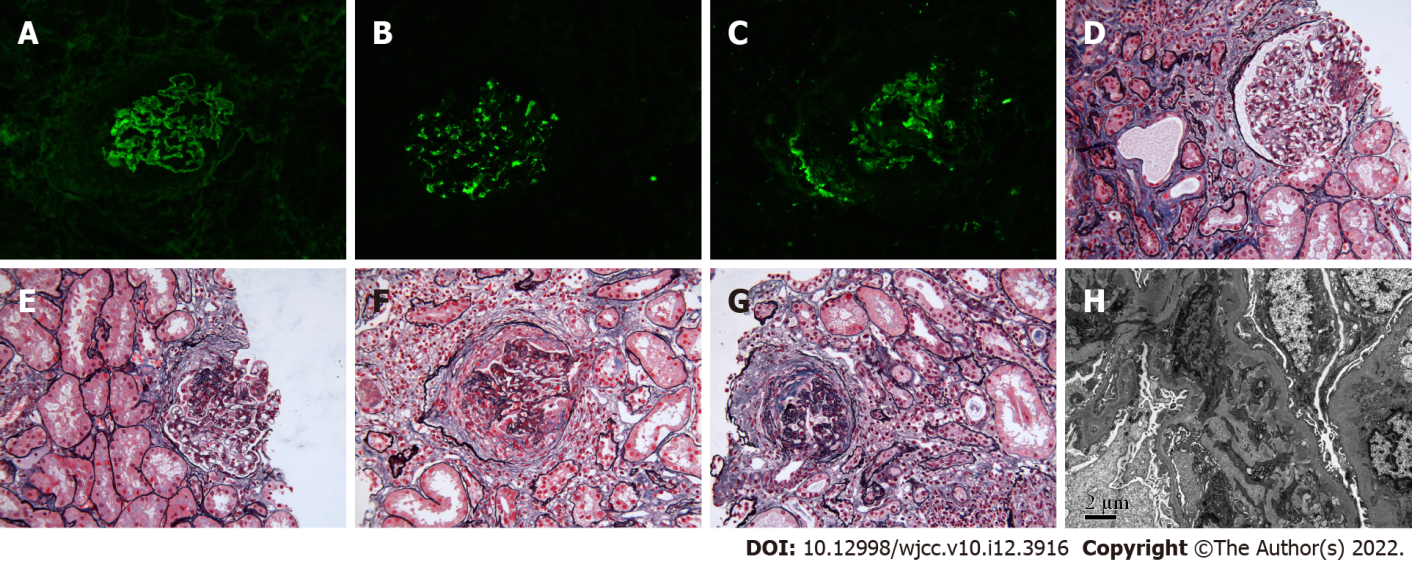 A
B
C
D
E
F
G
H
2 μm
DOI: 10.12998/wjcc.v10.i12.3916 Copyright ©The Author(s) 2022.